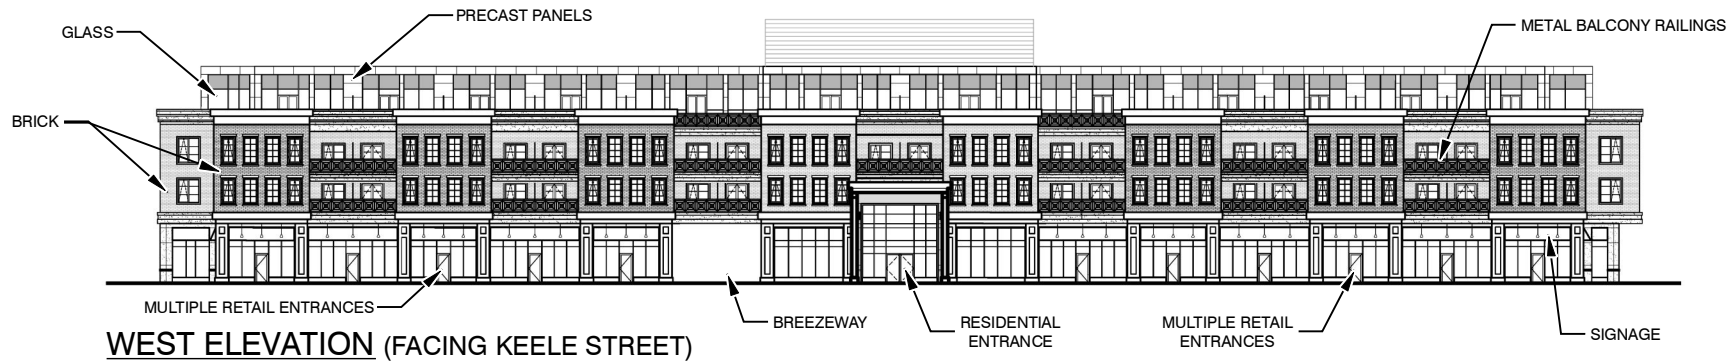 PRECAST PANELS
GLASS
METAL BALCONY RAILINGS
BRICK
MULTIPLE RETAIL ENTRANCES
BREEZEWAY
RESIDENTIAL
ENTRANCE
MULTIPLE RETAIL
ENTRANCES
SIGNAGE
WEST ELEVATION (FACING KEELE STREET)